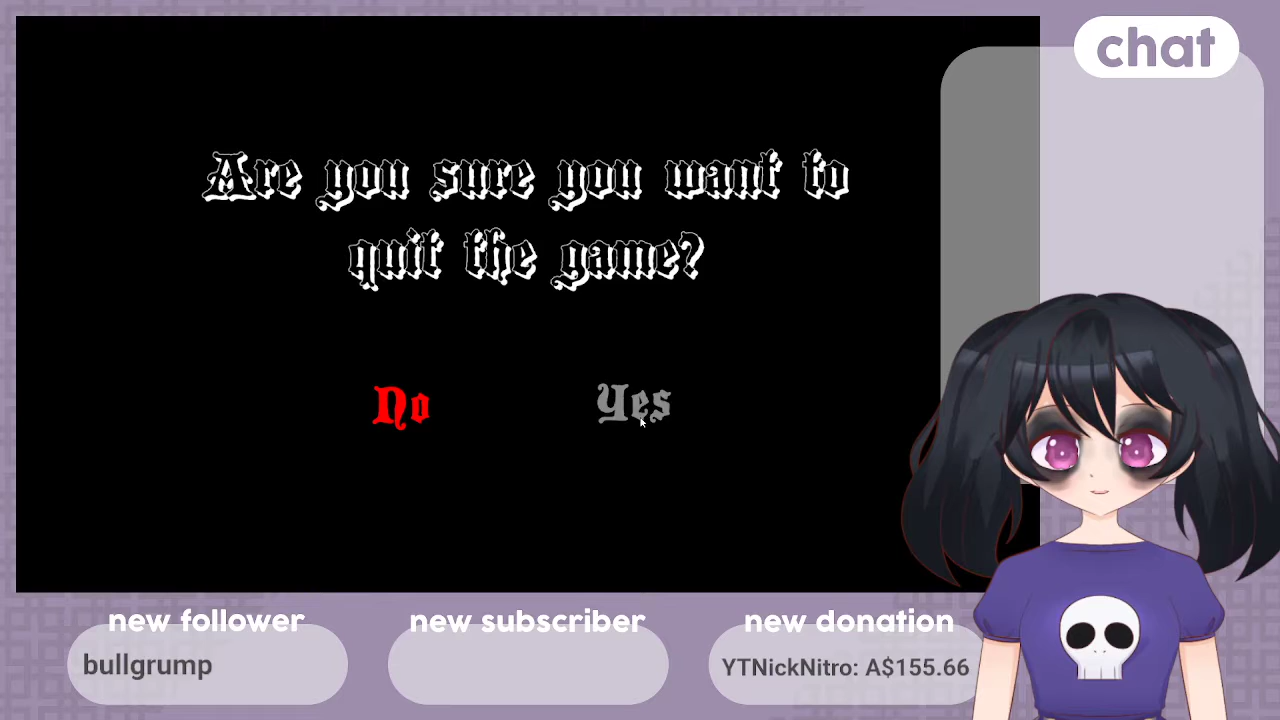 chat
Are you sure you want to
quit the game?
No Yes
new follower new subscriber new donation
bullgrump YTNickNitro: A$155.66